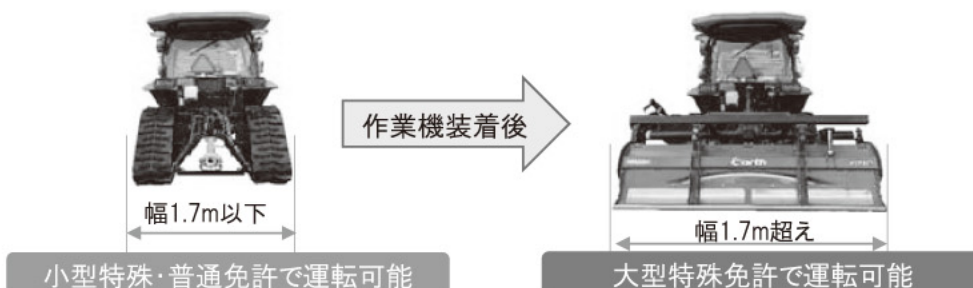 作業機装着後
幅1.7m以下
幅1.7m超え
小型特殊・普通免許で運転可能
大型特殊免許で運転可能